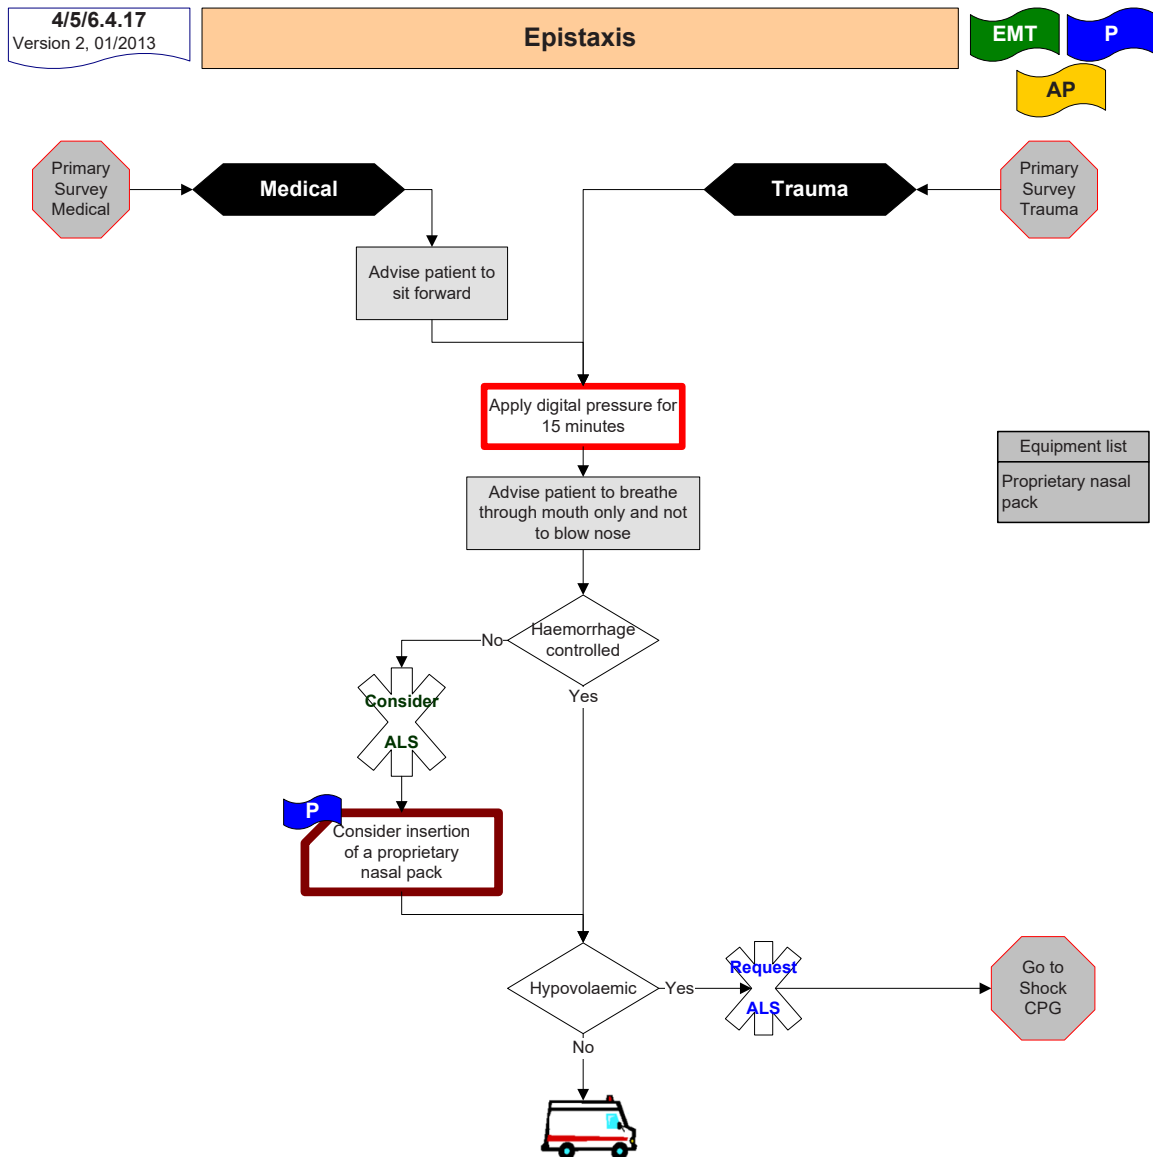 4/5/6.4.17
Version 2, 01/2013
Epistaxis
EMT
P
AP
Primary
Survey
Medical
Medical
Trauma
Primary
Survey
Trauma
Advise patient to
sit forward
Apply digital pressure for
15 minutes
Equipment list
Proprietary nasal
pack
Advise patient to breathe
through mouth only and not
to blow nose
Haemorrhage
controlled
No
Yes
Consider
ALS
P
Consider insertion
of a proprietary
nasal pack
Hypovolaemic
Yes
Request
ALS
Go to
Shock
CPG
No